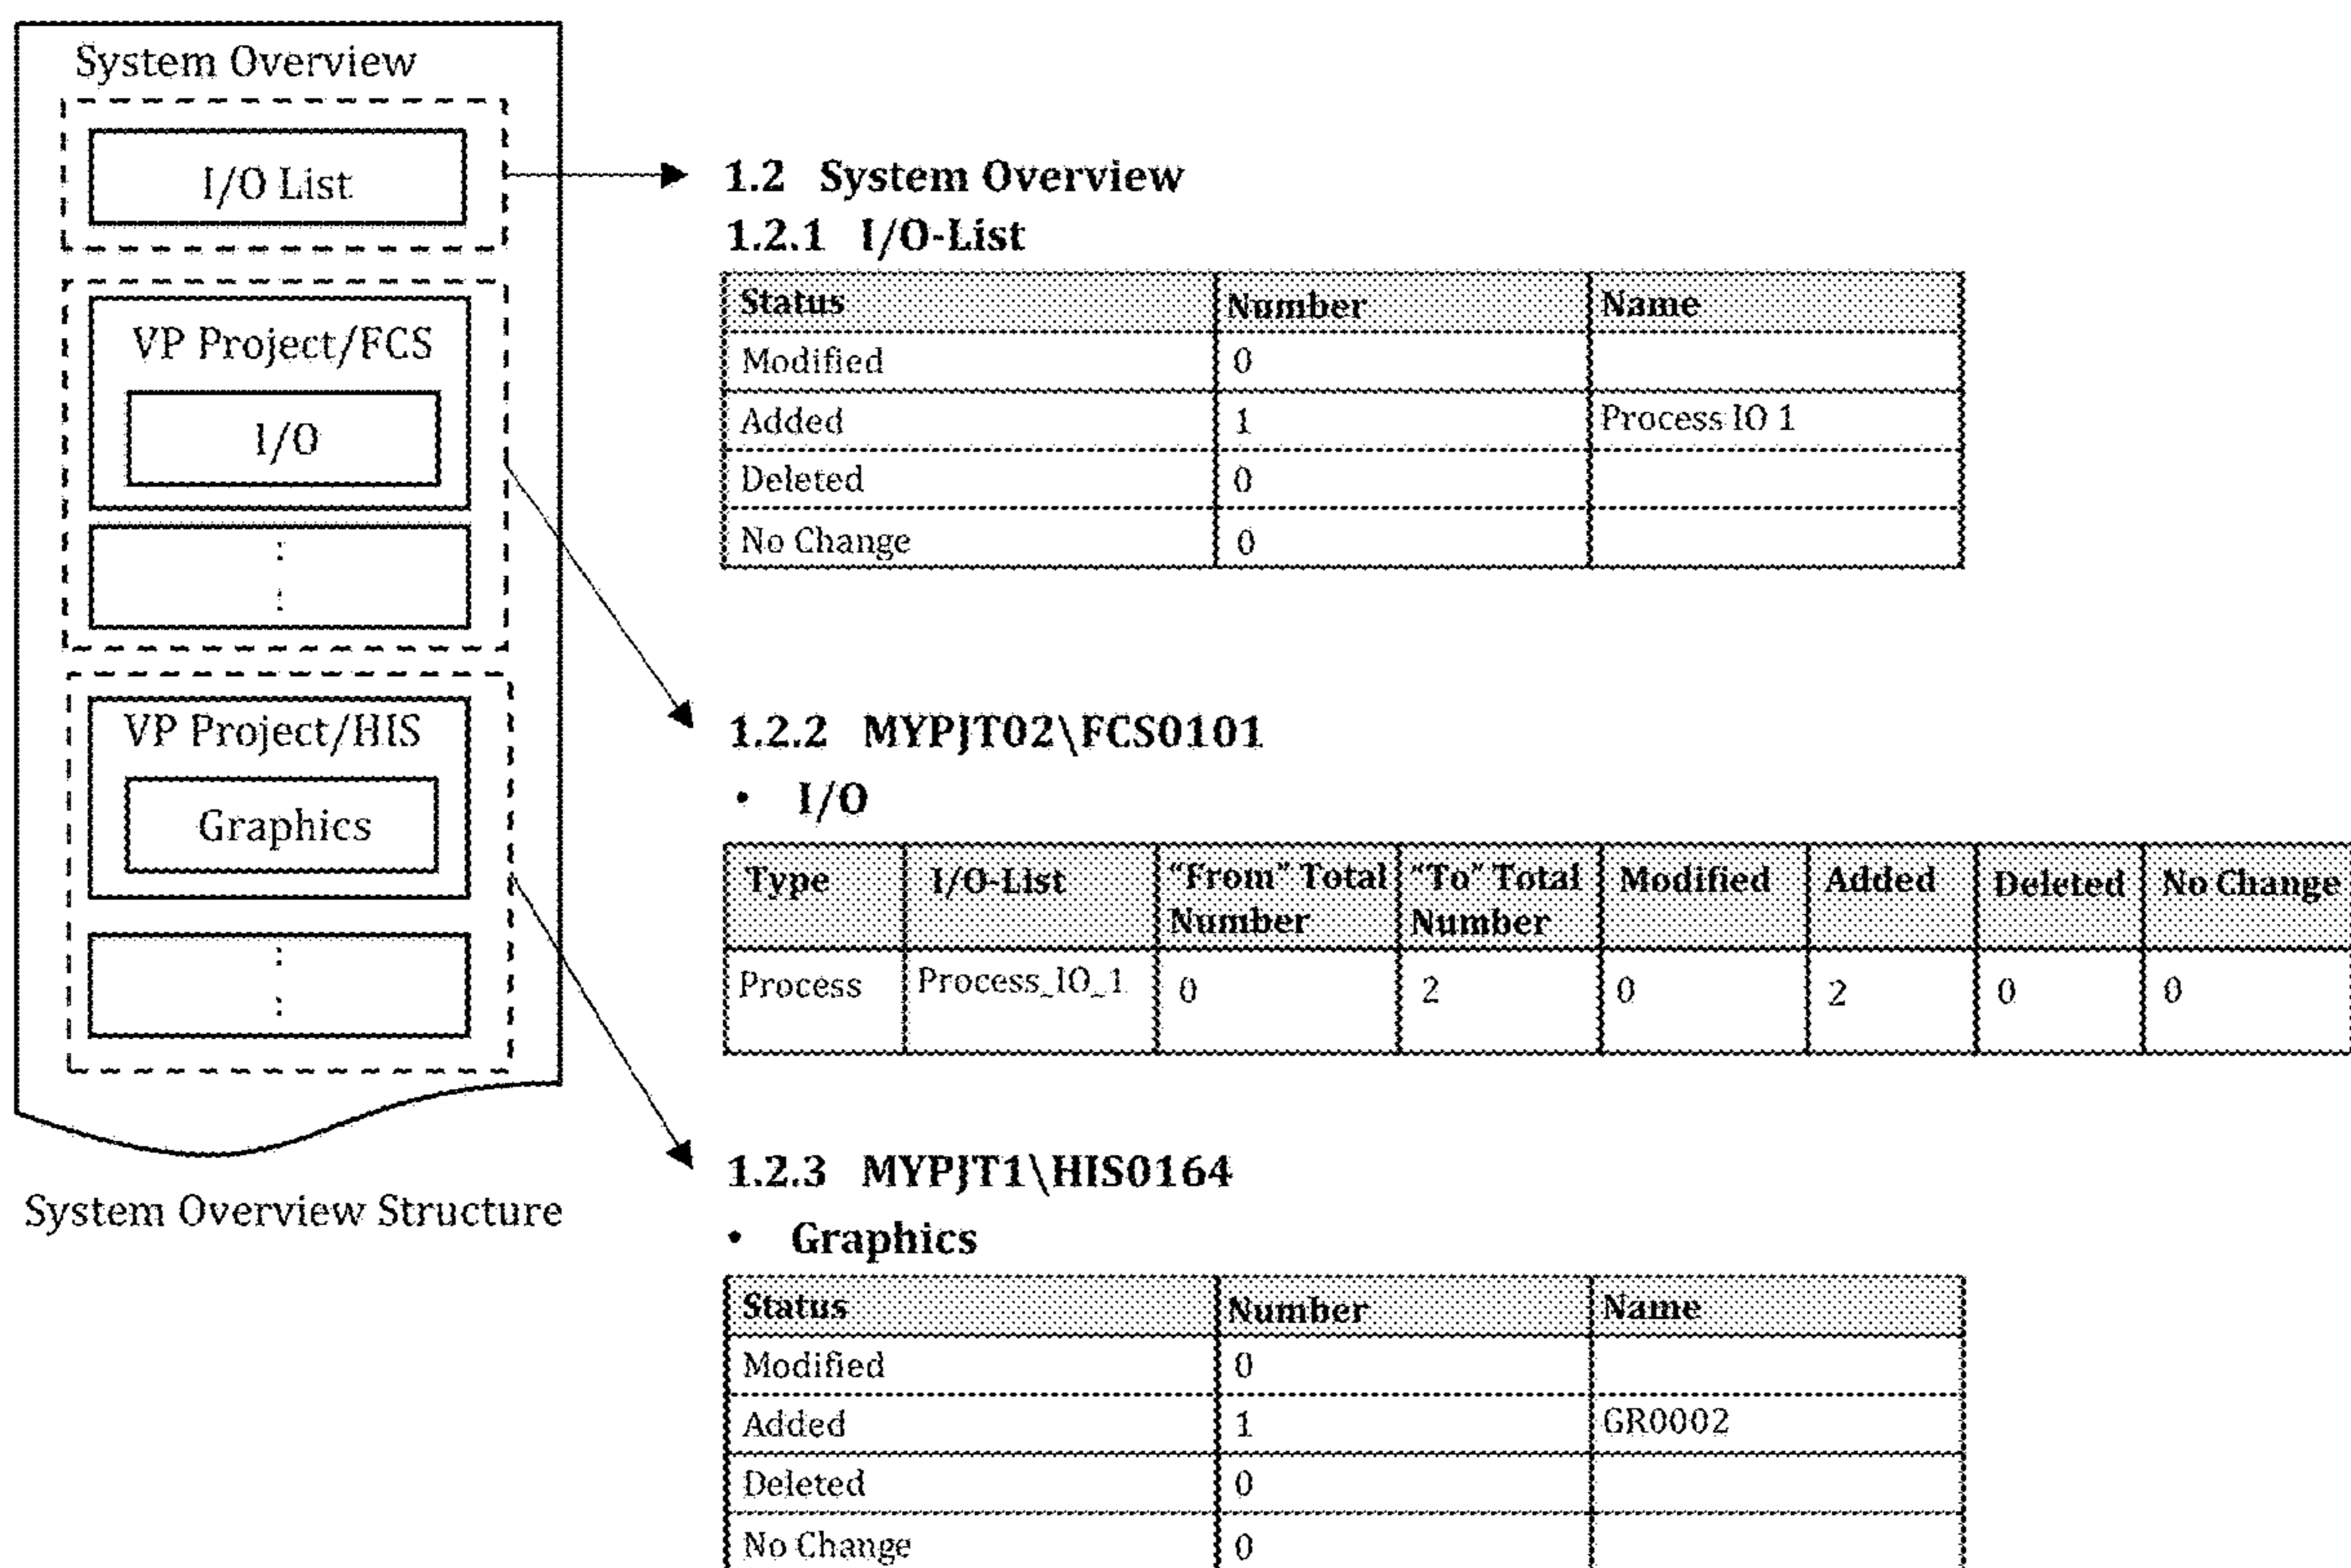 System Overview
I/O List
VP Project/FCS
I/O
:
:
VP Project/HIS
Graphics
:
:
System Overview Structure
1.2 System Overview
1.2.1 I/O-List
Status Number Name
Modified 0
Added 1 Process IO 1
Deleted 0
No Change 0
1.2.2 MYPJT02\FCS0101
• I/O
Type I/O-List "From" Total Number "To" Total Number Modified Added Deleted No Change
Process Process_IO_1 0 2 0 2 0 0
1.2.3 MYPJT1\HIS0164
• Graphics
Status Number Name
Modified 0
Added 1 GR0002
Deleted 0
No Change 0